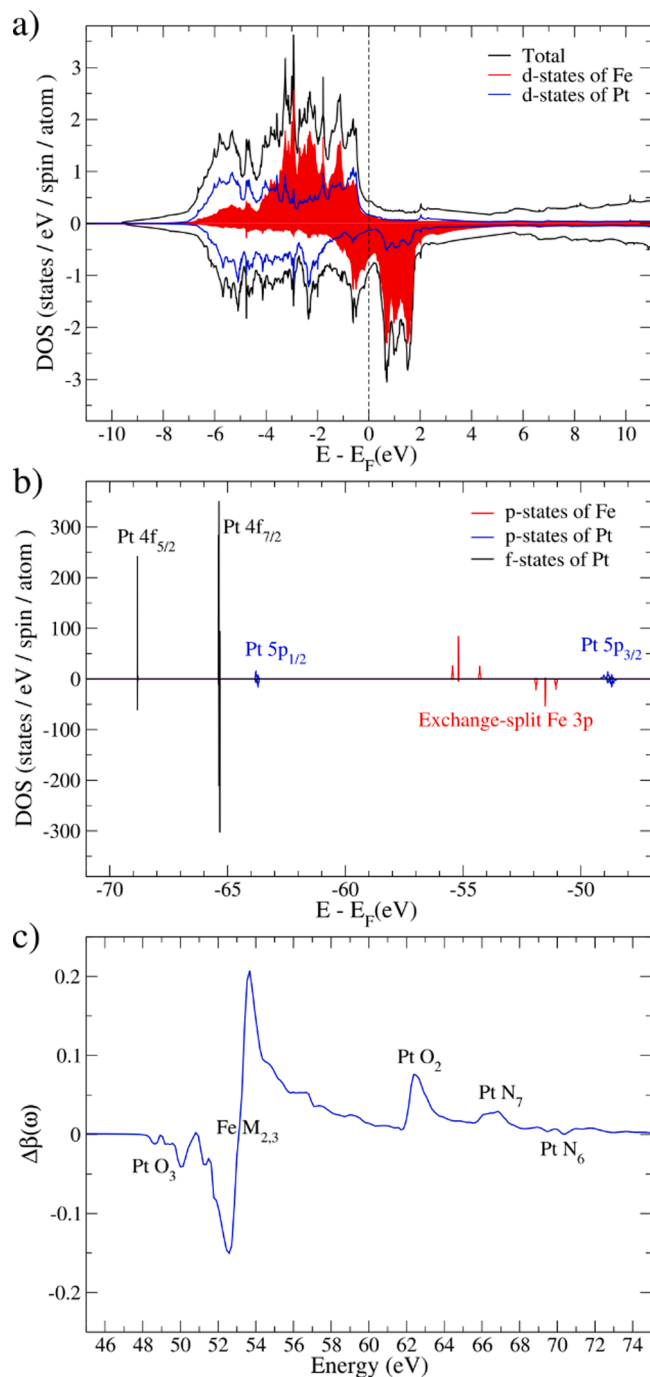 a)
Total
d-states of Fe
d-states of Pt
DOS (states / eV / spin / atom)
3
2
1
0
-1
-2
-3
-10 -8 -6 -4 -2 0 2 4 6 8 10
E - E_F(eV)
b)
p-states of Fe
p-states of Pt
f-states of Pt
Pt 4f_5/2
Pt 4f_7/2
Pt 5p_1/2
Pt 5p_3/2
Exchange-split Fe 3p
DOS (states / eV / spin / atom)
300
200
100
0
-100
-200
-300
-70 -65 -60 -55 -50
E - E_F(eV)
c)
Δβ(ω)
0.2
0.1
0
-0.1
-0.2
Pt O_3
Fe M_2,3
Pt O_2
Pt N_7
Pt N_6
46 48 50 52 54 56 58 60 62 64 66 68 70 72 74
Energy (eV)